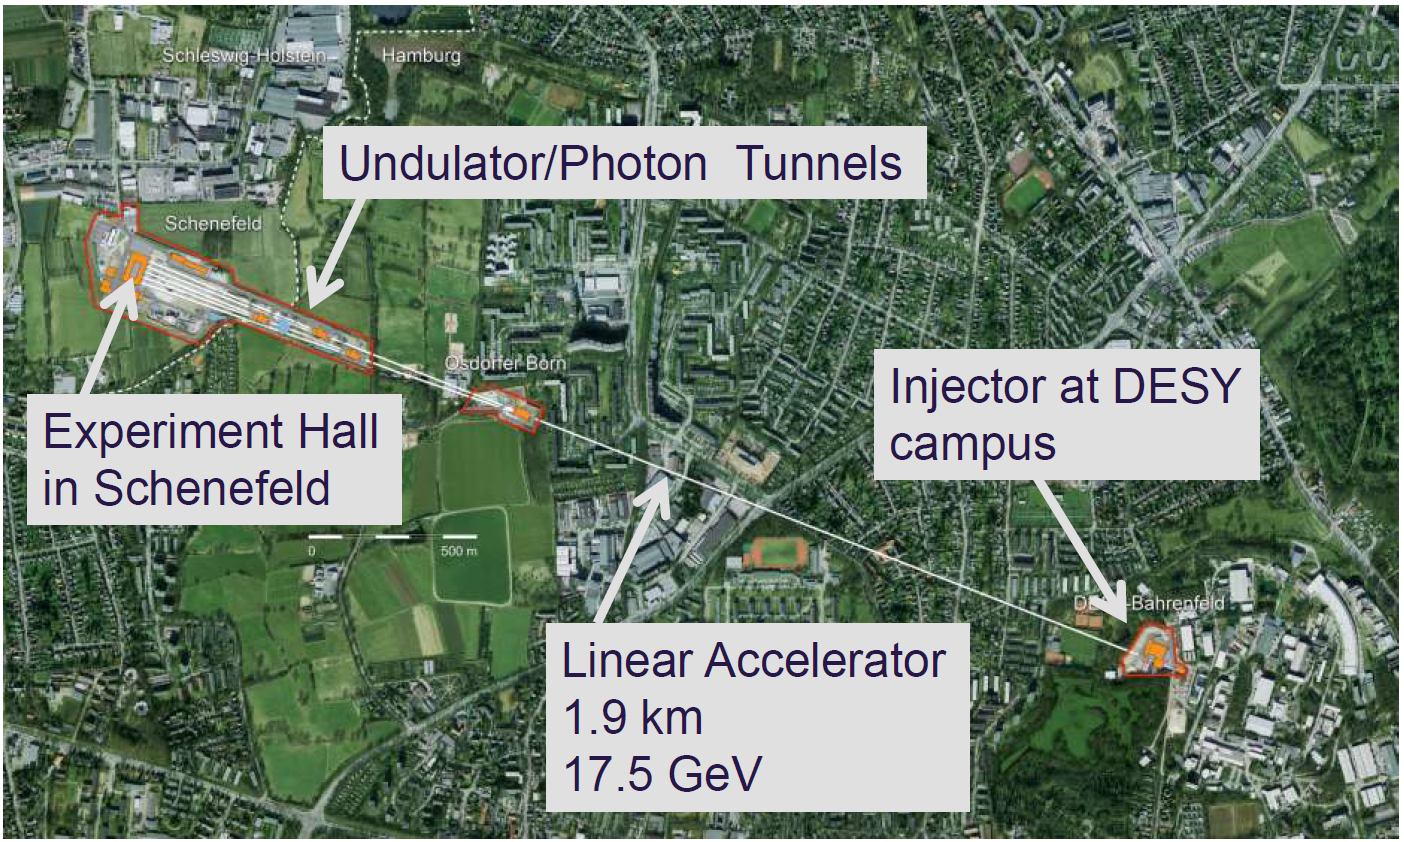 Schleswig-Holstein
Hamburg
Undulator/Photon Tunnels
Schenefeld
Osdorfer Born
Injector at DESY
campus
Experiment Hall
in Schenefeld
0
500 m
-Bahrenfeld
Linear Accelerator
1.9 km
17.5 GeV